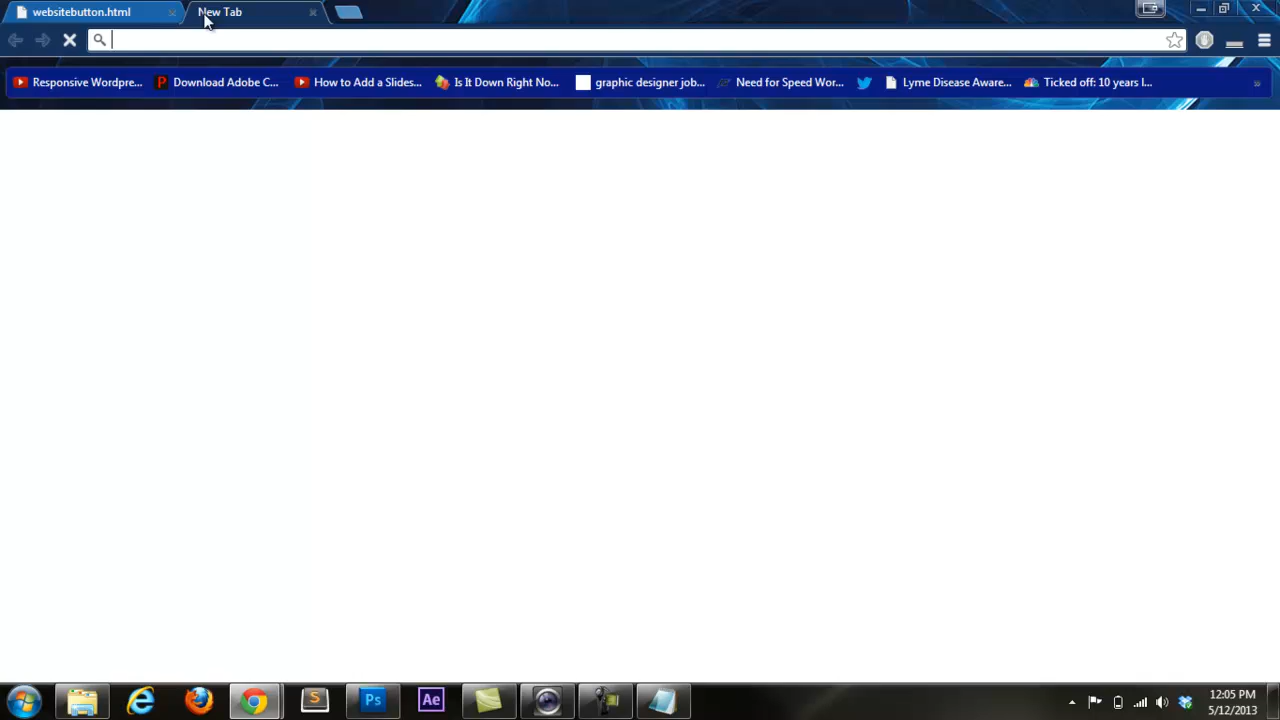 websitebutton.html
New Tab
Responsive Wordpre...
Download Adobe C...
How to Add a Slides...
Is It Down Right No...
graphic designer job...
Need for Speed Wor...
Lyme Disease Aware...
Ticked off: 10 years l...
»
S
Ps
Ae
12:05 PM
5/12/2013